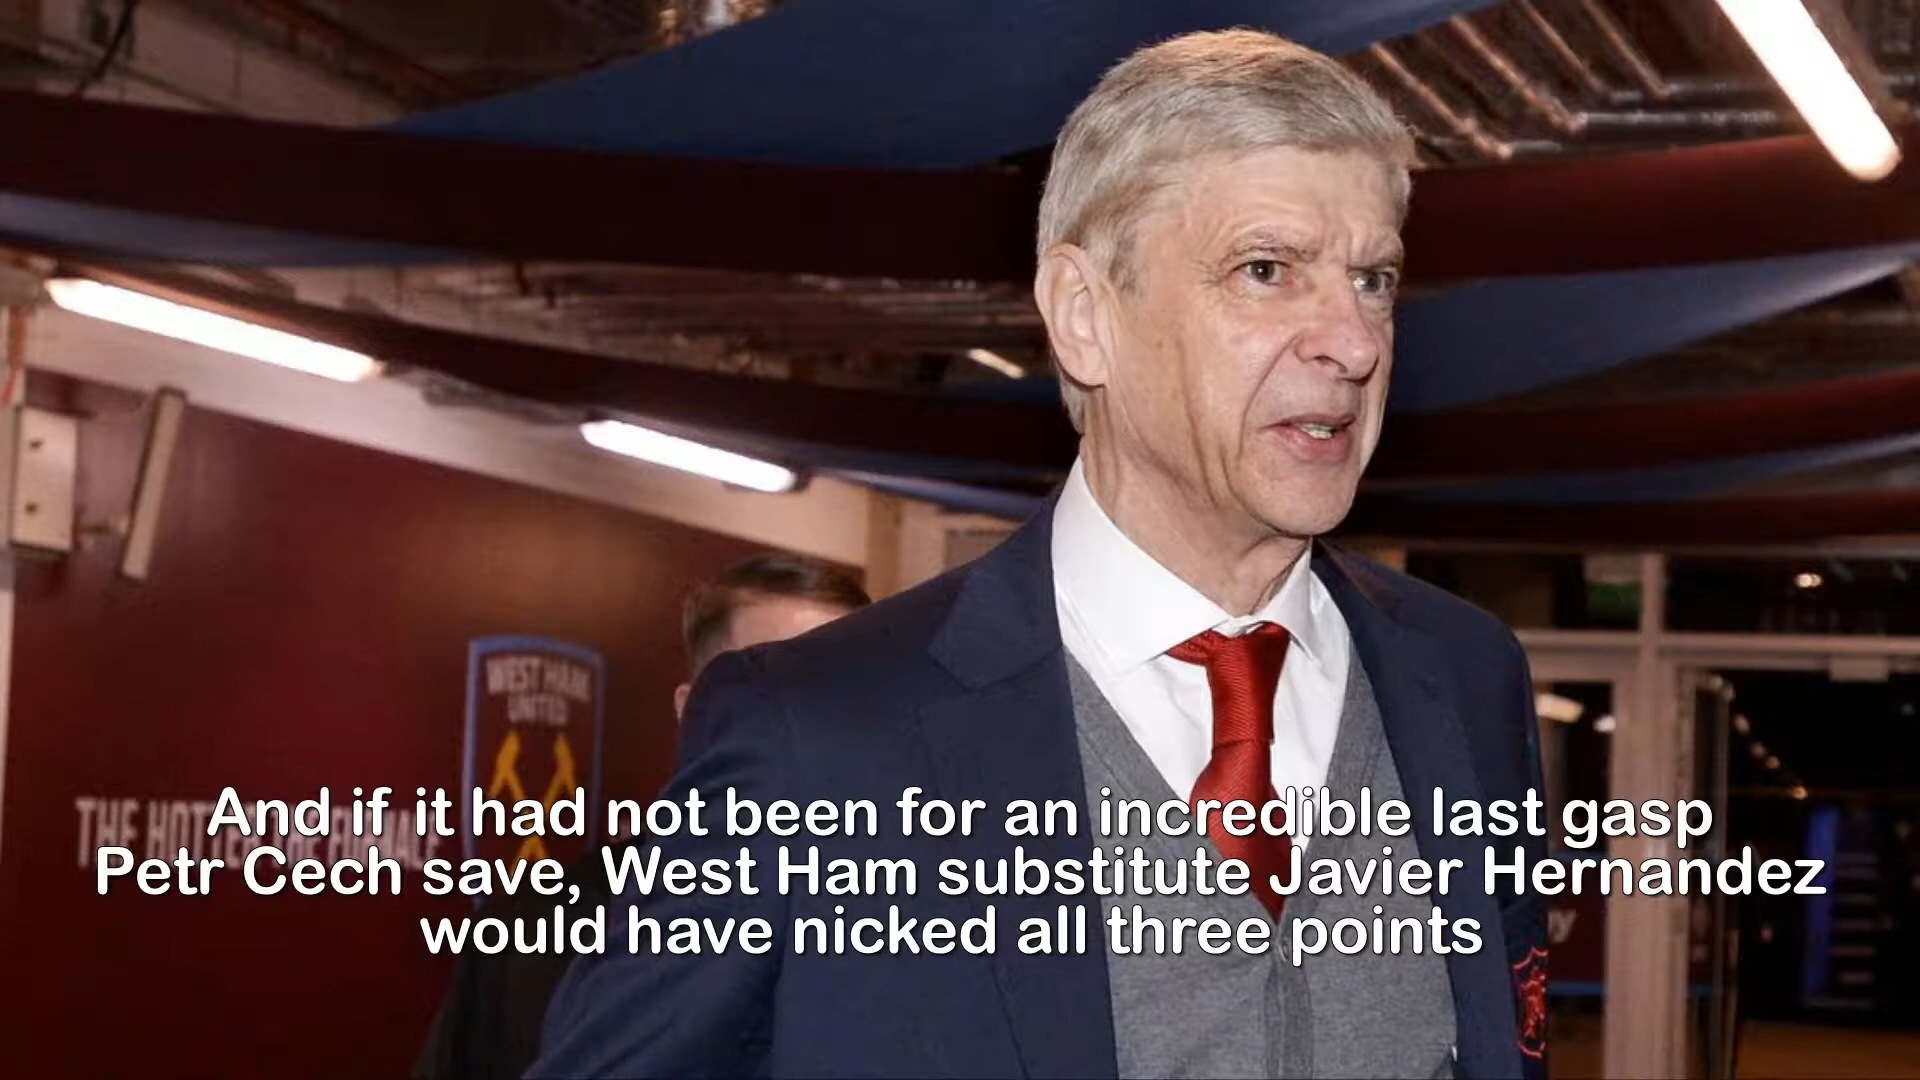 WEST HAM
UNITED
And if it had not been for an incredible last gasp
Petr Cech save, West Ham substitute Javier Hernandez
would have nicked all three points
THE